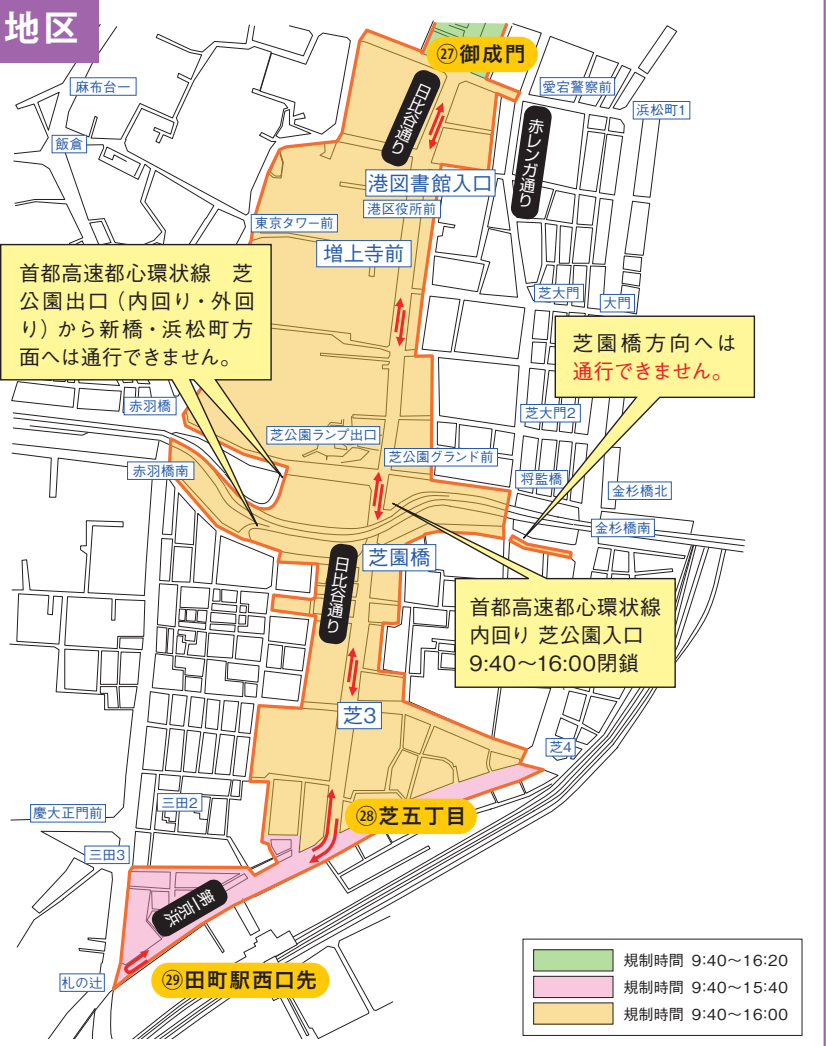 地区
㉗御成門
麻布台一
愛宕警察前
浜松町1
日比谷通り
赤レンガ通り
飯倉
港図書館入口
港区役所前
東京タワー前
増上寺前
首都高速都心環状線 芝
公園出口（内回り・外回
り）から新橋・浜松町方
面へは通行できません。
芝大門
大門
芝園橋方向へは
通行できません。
赤羽橋
芝大門2
芝公園ランプ出口
芝公園グランド前
赤羽橋南
将監橋
金杉橋北
金杉橋南
芝園橋
日比谷通り
首都高速都心環状線
内回り 芝公園入口
9:40〜16:00閉鎖
芝3
芝4
三田2
慶大正門前
㉘芝五丁目
三田3
第一京浜
札の辻
㉙田町駅西口先
規制時間 9:40〜16:20
規制時間 9:40〜15:40
規制時間 9:40〜16:00